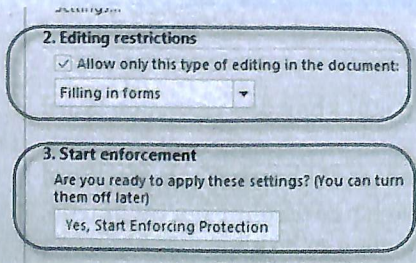 Settings...
2. Editing restrictions
Allow only this type of editing in the document:
Filling in forms
3. Start enforcement
Are you ready to apply these settings? (You can turn
them off later)
Yes, Start Enforcing Protection